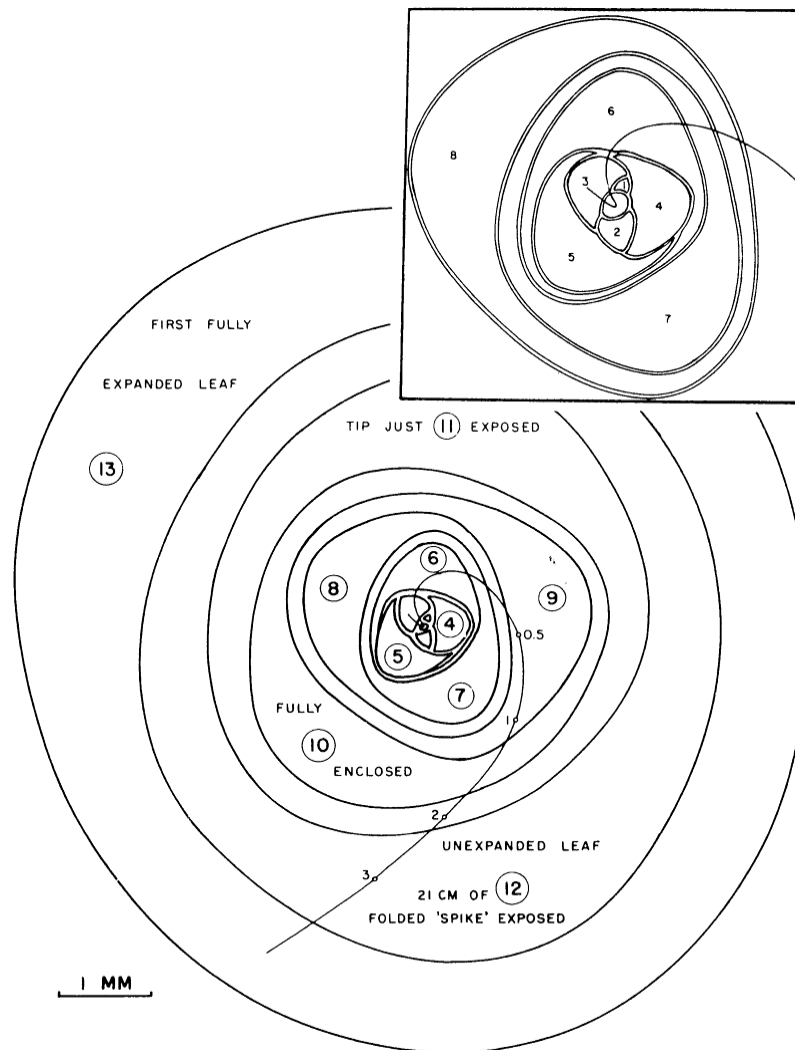 6
8
3
4
2
5
7
FIRST FULLY
EXPANDED LEAF
13
TIP JUST 11 EXPOSED
6
8
9
4
0.5
5
7
1
FULLY
10
ENCLOSED
2
UNEXPANDED LEAF
3
21 CM OF 12
FOLDED 'SPIKE' EXPOSED
1 MM